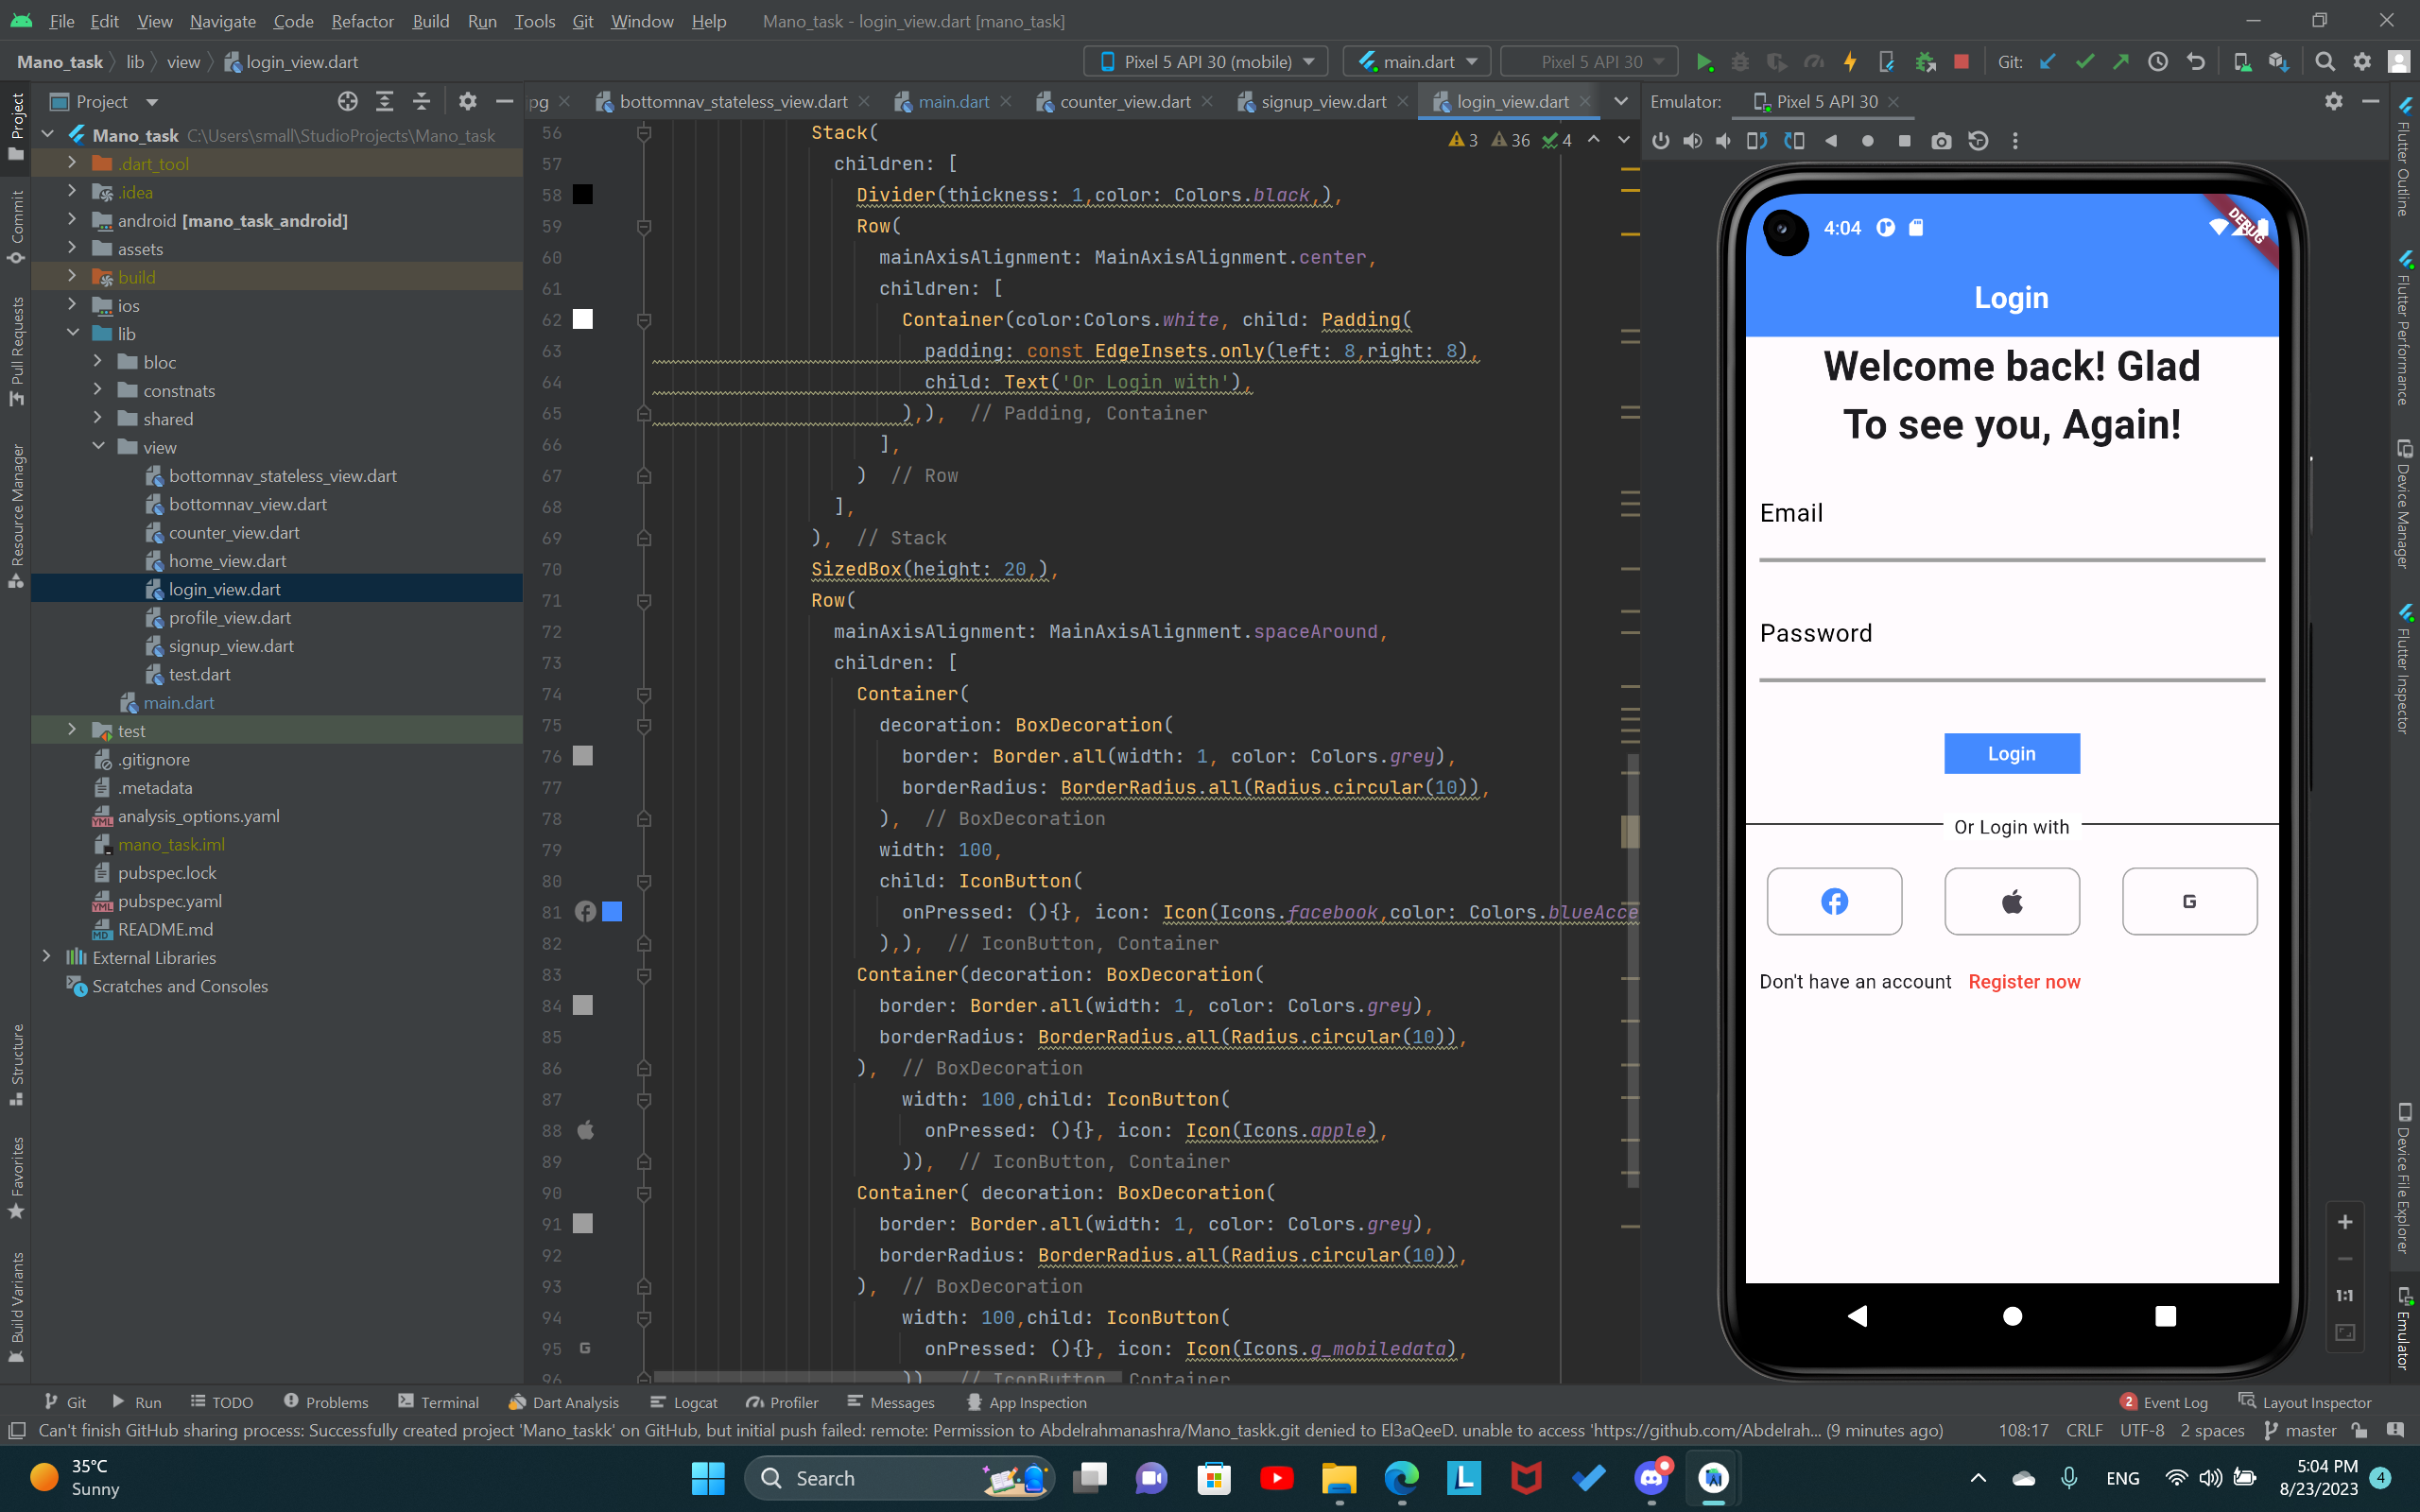 File Edit View Navigate Code Refactor Build Run Tools Git Window Help Mano_task - login_view.dart [mano_task]
Mano_task lib view login_view.dart Pixel 5 API 30 (mobile) main.dart Pixel 5 API 30 Git:
Project
pg bottomnav_stateless_view.dart main.dart counter_view.dart signup_view.dart login_view.dart
Emulator: Pixel 5 API 30
Project
Commit
Pull Requests
Resource Manager
Structure
Favorites
Build Variants
Mano_task C:\Users\small\StudioProjects\Mano_task
.dart_tool
.idea
android [mano_task_android]
assets
build
ios
lib
bloc
constnats
shared
view
bottomnav_stateless_view.dart
bottomnav_view.dart
counter_view.dart
home_view.dart
login_view.dart
profile_view.dart
signup_view.dart
test.dart
main.dart
test
.gitignore
.metadata
analysis_options.yaml
mano_task.iml
pubspec.lock
pubspec.yaml
README.md
External Libraries
Scratches and Consoles
3 36 4
56 Stack(
57 children: [
58 Divider(thickness: 1,color: Colors.black,),
59 Row(
60 mainAxisAlignment: MainAxisAlignment.center,
61 children: [
62 Container(color:Colors.white, child: Padding(
63 padding: const EdgeInsets.only(left: 8,right: 8),
64 child: Text('Or Login with'),
65 ),), // Padding, Container
66 ],
67 ) // Row
68 ],
69 ), // Stack
70 SizedBox(height: 20,),
71 Row(
72 mainAxisAlignment: MainAxisAlignment.spaceAround,
73 children: [
74 Container(
75 decoration: BoxDecoration(
76 border: Border.all(width: 1, color: Colors.grey),
77 borderRadius: BorderRadius.all(Radius.circular(10)),
78 ), // BoxDecoration
79 width: 100,
80 child: IconButton(
81 onPressed: (){}, icon: Icon(Icons.facebook,color: Colors.blueAcce
82 ),), // IconButton, Container
83 Container(decoration: BoxDecoration(
84 border: Border.all(width: 1, color: Colors.grey),
85 borderRadius: BorderRadius.all(Radius.circular(10)),
86 ), // BoxDecoration
87 width: 100,child: IconButton(
88 onPressed: (){}, icon: Icon(Icons.apple),
89 )), // IconButton, Container
90 Container( decoration: BoxDecoration(
91 border: Border.all(width: 1, color: Colors.grey),
92 borderRadius: BorderRadius.all(Radius.circular(10)),
93 ), // BoxDecoration
94 width: 100,child: IconButton(
95 onPressed: (){}, icon: Icon(Icons.g_mobiledata),
96 )) // IconButton, Container
4:04
DEBUG
Login
Welcome back! Glad
To see you, Again!
Email
Password
Login
Or Login with
G
Don't have an account Register now
1:1
Flutter Outline
Flutter Performance
Device Manager
Flutter Inspector
Device File Explorer
Emulator
Git Run TODO Problems Terminal Dart Analysis Logcat Profiler Messages App Inspection 2 Event Log Layout Inspector
Can't finish GitHub sharing process: Successfully created project 'Mano_taskk' on GitHub, but initial push failed: remote: Permission to Abdelrahmanashra/Mano_taskk.git denied to El3aQeeD. unable to access 'https://github.com/Abdelrah... (9 minutes ago) 108:17 CRLF UTF-8 2 spaces master
35°C
Sunny
Search
ENG
5:04 PM
8/23/2023
4